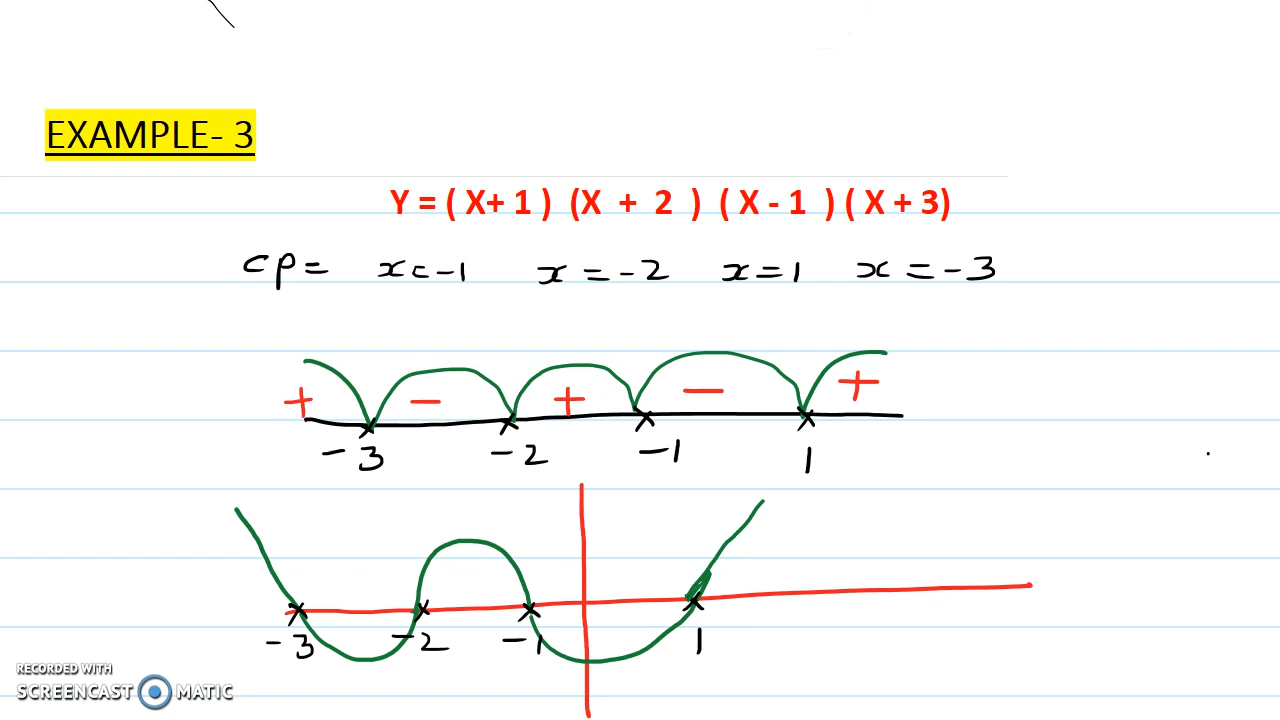 EXAMPLE- 3
Y = ( X+ 1 ) (X + 2 ) ( X - 1 ) ( X + 3)
cp = x = -1 x = -2 x = 1 x = -3
+ - + - +
-3 -2 -1 1
-3 -2 -1 1
RECORDED WITH
SCREENCAST MATIC